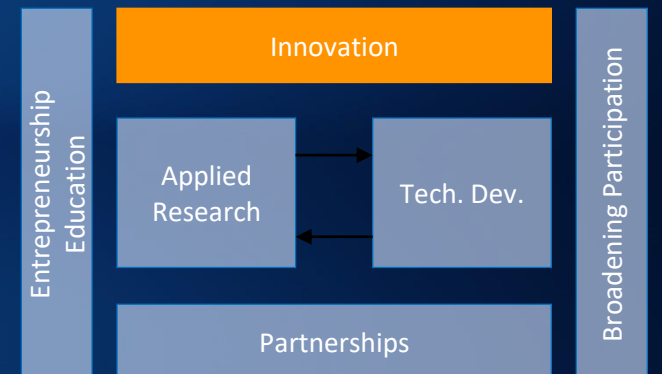 Entrepreneurship
Education
Innovation
Applied
Research
Tech. Dev.
Partnerships
Broadening Participation